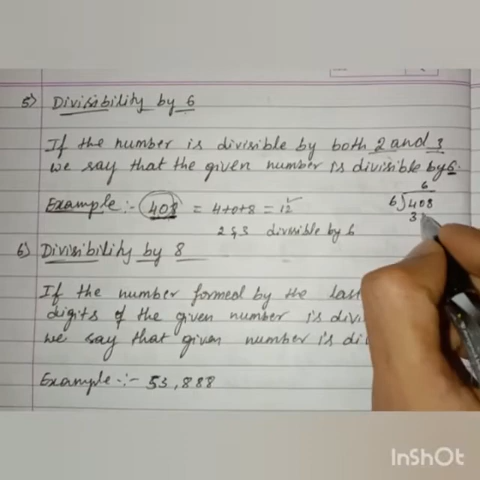 5) Divisibility by 6
If the number is divisible by both 2 and 3
we say that the given number is divisible by 6.
Example :- 408 = 4+0+8 = 12
2 & 3 divisible by 6
6
6)408
3
6) Divisibility by 8
If the number formed by the last
digits of the given number is
we say that given number is
Example :- 53,888
InShOt